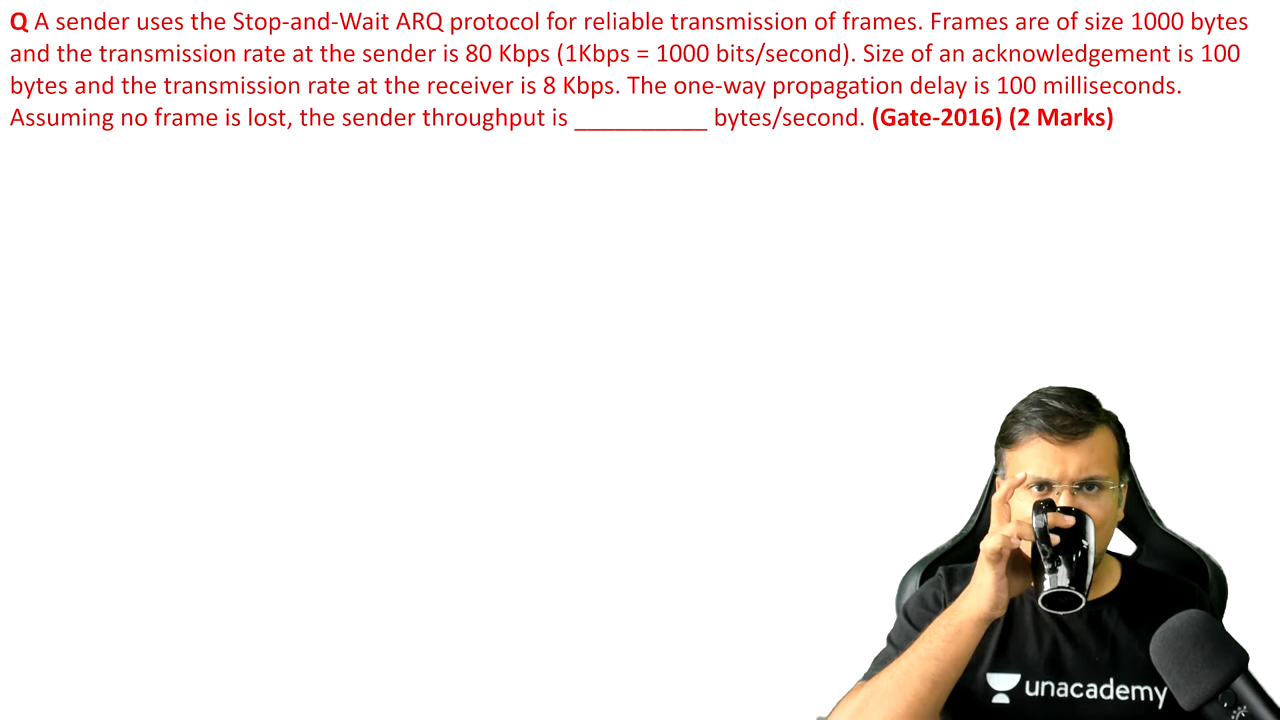 Q A sender uses the Stop-and-Wait ARQ protocol for reliable transmission of frames. Frames are of size 1000 bytes
and the transmission rate at the sender is 80 Kbps (1Kbps = 1000 bits/second). Size of an acknowledgement is 100
bytes and the transmission rate at the receiver is 8 Kbps. The one-way propagation delay is 100 milliseconds.
Assuming no frame is lost, the sender throughput is __________ bytes/second. (Gate-2016) (2 Marks)
unacademy